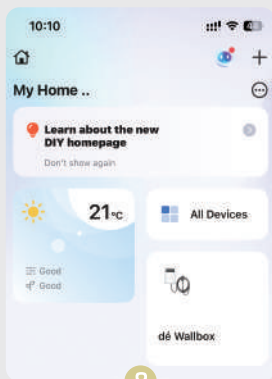 10:10
My Home ..
Learn about the new
DIY homepage
Don't show again
21°C
All Devices
Good
Good
dé Wallbox